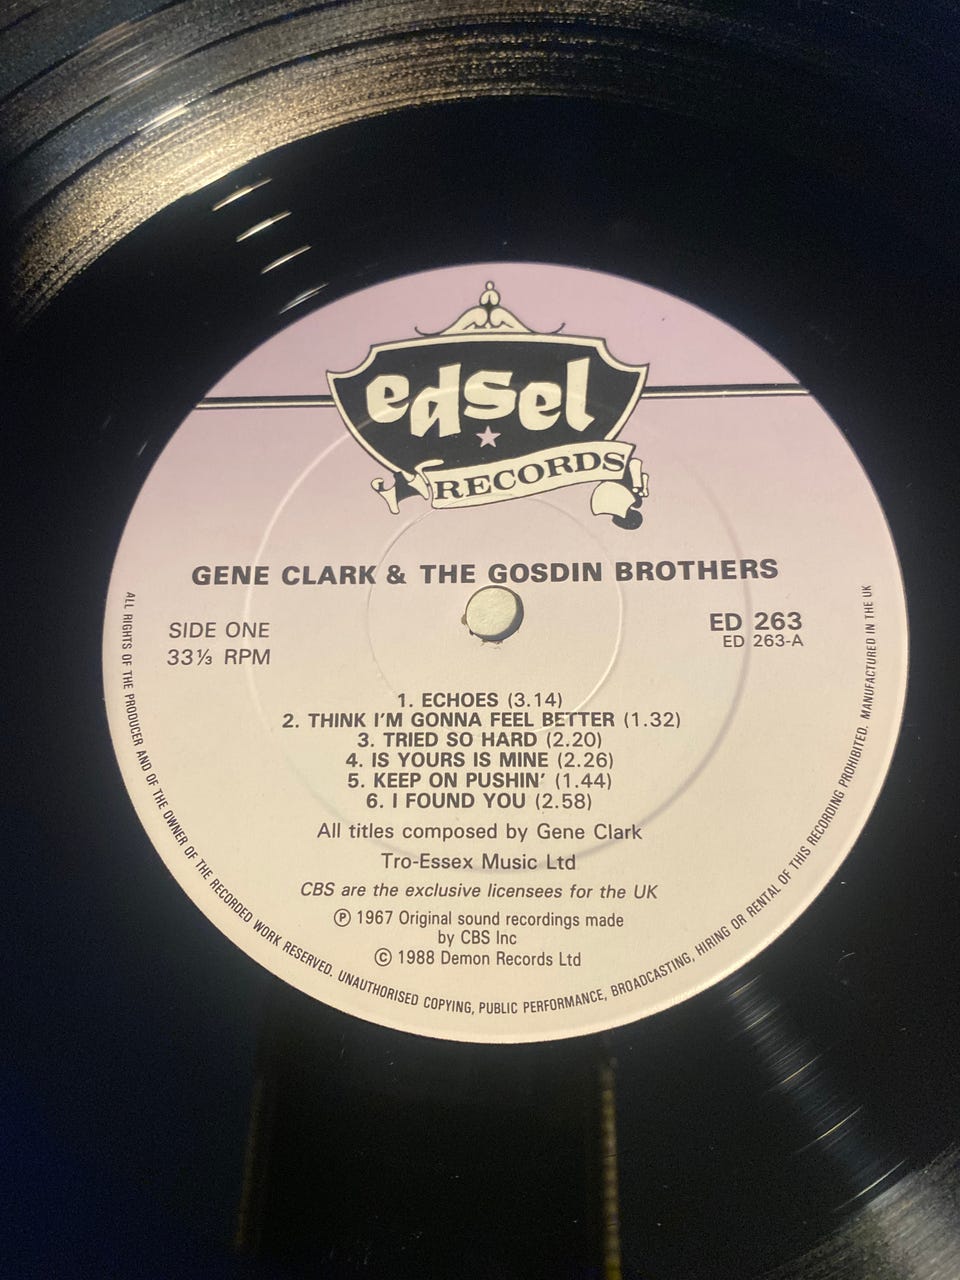 edsel
RECORDS
GENE CLARK & THE GOSDIN BROTHERS
SIDE ONE
33⅓ RPM
ED 263
ED 263-A
1. ECHOES (3.14)
2. THINK I'M GONNA FEEL BETTER (1.32)
3. TRIED SO HARD (2.20)
4. IS YOURS IS MINE (2.26)
5. KEEP ON PUSHIN' (1.44)
6. I FOUND YOU (2.58)
All titles composed by Gene Clark
Tro-Essex Music Ltd
CBS are the exclusive licensees for the UK
Ⓟ 1967 Original sound recordings made
by CBS Inc
© 1988 Demon Records Ltd
ALL RIGHTS OF THE PRODUCER AND OF THE OWNER OF THE RECORDED WORK RESERVED. UNAUTHORISED COPYING, PUBLIC PERFORMANCE, BROADCASTING, HIRING OR RENTAL OF THIS RECORDING PROHIBITED. MANUFACTURED IN THE UK